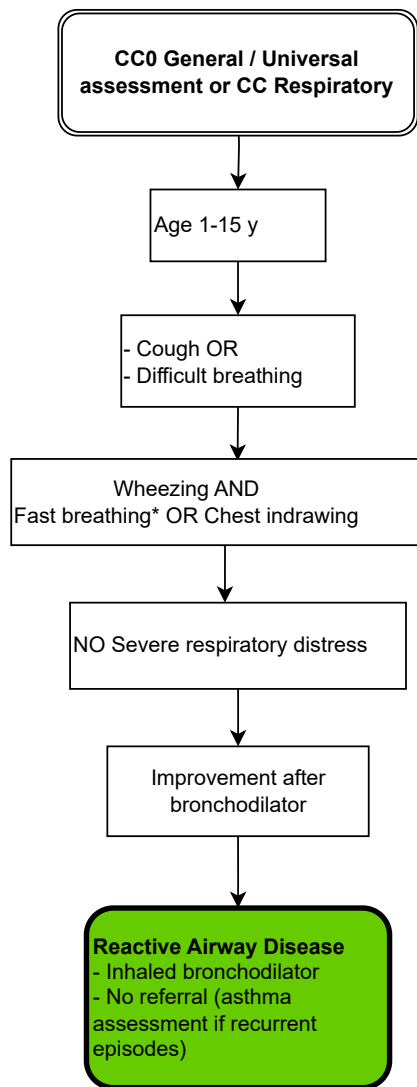 CC0 General / Universal
assessment or CC Respiratory
Age 1-15 y
- Cough OR
- Difficult breathing
Wheezing AND
Fast breathing* OR Chest indrawing
NO Severe respiratory distress
Improvement after
bronchodilator
Reactive Airway Disease
- Inhaled bronchodilator
- No referral (asthma
assessment if recurrent
episodes)